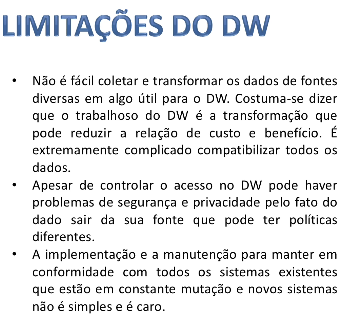 LIMITAÇÕES DO DW
• Não é fácil coletar e transformar os dados de fontes
diversas em algo útil para o DW. Costuma-se dizer
que o trabalhoso do DW é a transformação que
pode reduzir a relação de custo e benefício. É
extremamente complicado compatibilizar todos os
dados.
• Apesar de controlar o acesso no DW pode haver
problemas de segurança e privacidade pelo fato do
dado sair da sua fonte que pode ter políticas
diferentes.
• A implementação e a manutenção para manter em
conformidade com todos os sistemas existentes
que estão em constante mutação e novos sistemas
não é simples e é caro.